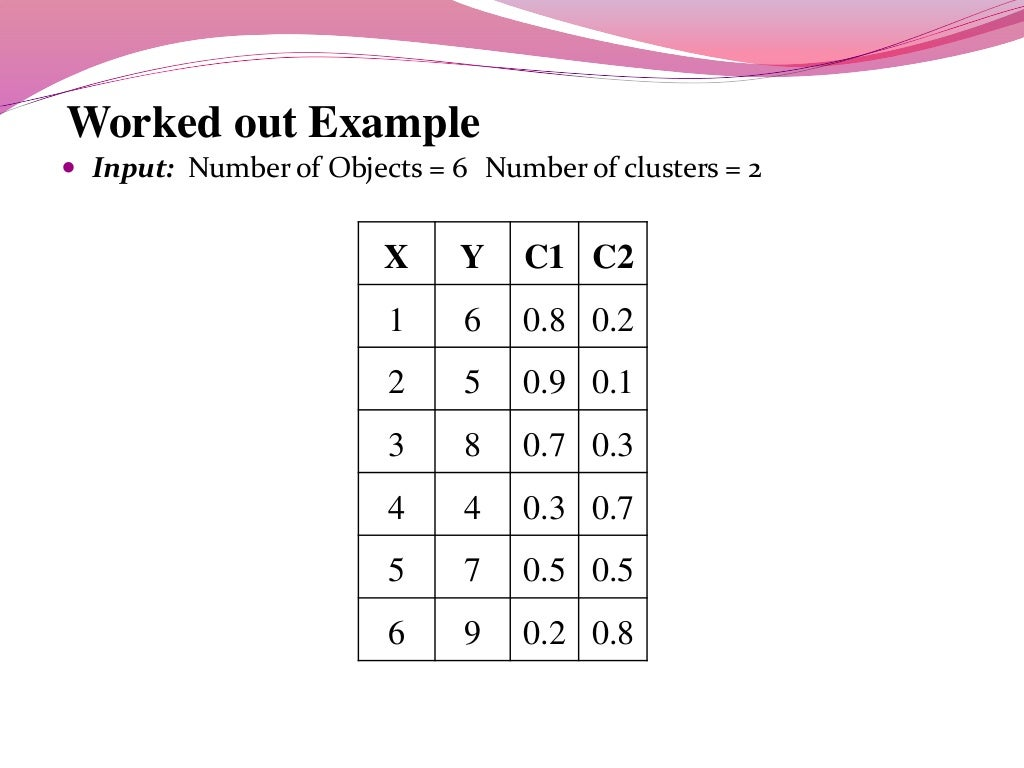 Worked out Example
• Input: Number of Objects = 6 Number of clusters = 2
X Y C1 C2
1 6 0.8 0.2
2 5 0.9 0.1
3 8 0.7 0.3
4 4 0.3 0.7
5 7 0.5 0.5
6 9 0.2 0.8